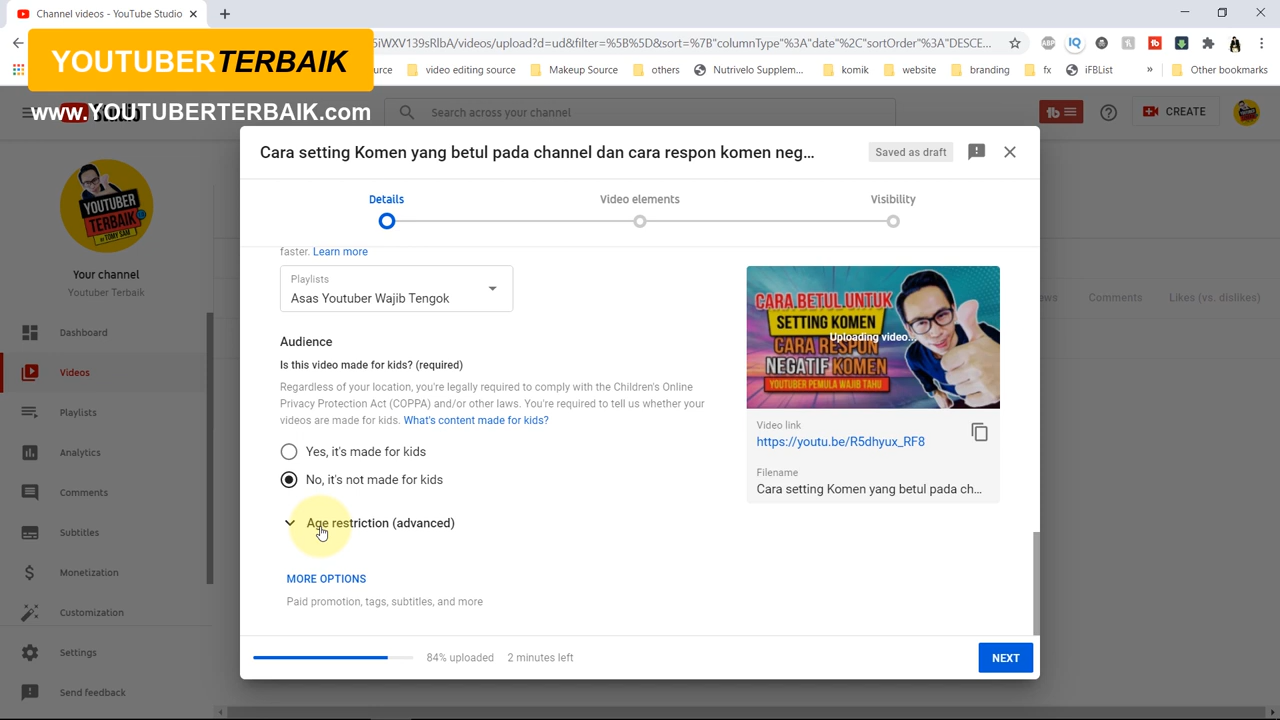 Channel videos - YouTube Studio
iWXV139sRlbA/videos/upload?d=ud&filter=%5B%5D&sort=%7B"columnType"%3A"date"%2C"sortOrder"%3A"DESCE...
YOUTUBERTERBAIK
www.YOUTUBERTERBAIK.com
video editing source
Makeup Source
others
Nutrivelo Supplem...
komik
website
branding
fx
iFBList
Other bookmarks
Search across your channel
CREATE
Your channel
Youtuber Terbaik
Dashboard
Videos
Playlists
Analytics
Comments
Subtitles
Monetization
Customization
Settings
Send feedback
YOUTUBER
TERBAIK
Comments
Likes (vs. dislikes)
Cara setting Komen yang betul pada channel dan cara respon komen neg...
Saved as draft
Details
Video elements
Visibility
faster. Learn more
Playlists
Asas Youtuber Wajib Tengok
Audience
Is this video made for kids? (required)
Regardless of your location, you're legally required to comply with the Children's Online
Privacy Protection Act (COPPA) and/or other laws. You're required to tell us whether your
videos are made for kids. What's content made for kids?
Yes, it's made for kids
No, it's not made for kids
Age restriction (advanced)
MORE OPTIONS
Paid promotion, tags, subtitles, and more
CARA BETUL UNTUK
SETTING KOMEN
CARA RESPON
NEGATIF KOMEN
YOUTUBER PEMULA WAJIB TAHU
Uploading video...
Video link
https://youtu.be/R5dhyux_RF8
Filename
Cara setting Komen yang betul pada ch...
84% uploaded
2 minutes left
NEXT